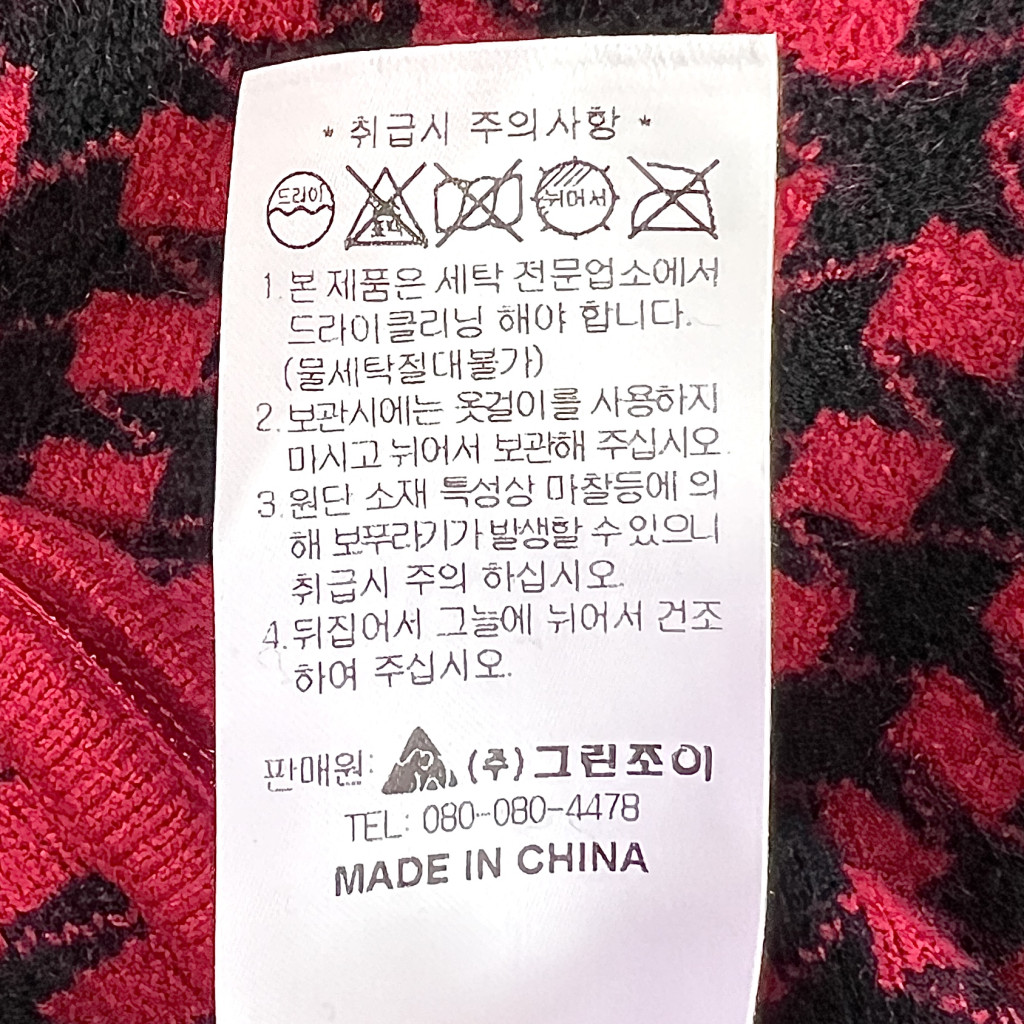 * 취급시 주의사항 *
드라이 표백 뉘어서
1. 본 제품은 세탁 전문업소에서
드라이클리닝 해야 합니다.
(물세탁절대불가)
2. 보관시에는 옷걸이를 사용하지
마시고 뉘어서 보관해 주십시오.
3. 원단 소재 특성상 마찰등에 의
해 보푸라기가 발생할 수 있으니
취급시 주의 하십시오.
4. 뒤집어서 그늘에 뉘어서 건조
하여 주십시오.
판매원: (주)그린조이
TEL: 080-080-4478
MADE IN CHINA